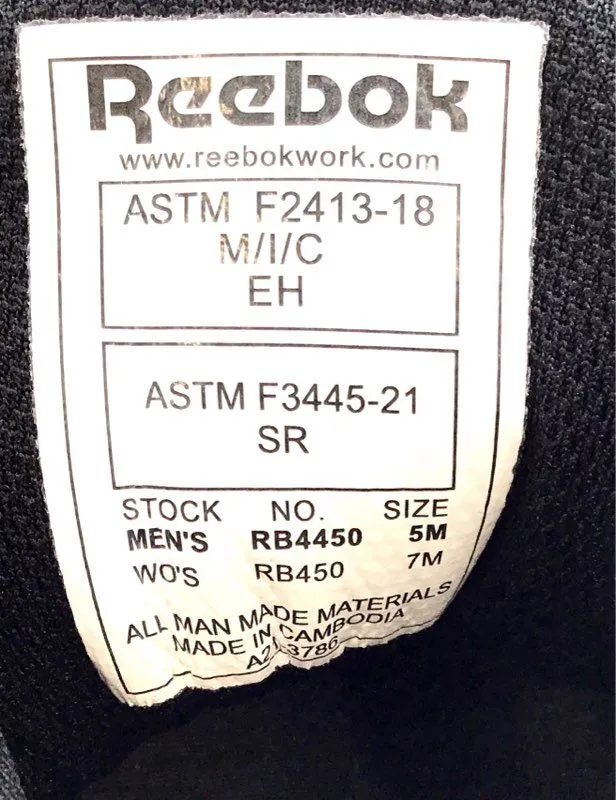 Reebok
www.reebokwork.com
ASTM F2413-18
M/I/C
EH
ASTM F3445-21
SR
STOCK NO. SIZE
MEN'S RB4450 5M
WO'S RB450 7M
ALL MAN MADE MATERIALS
MADE IN CAMBODIA